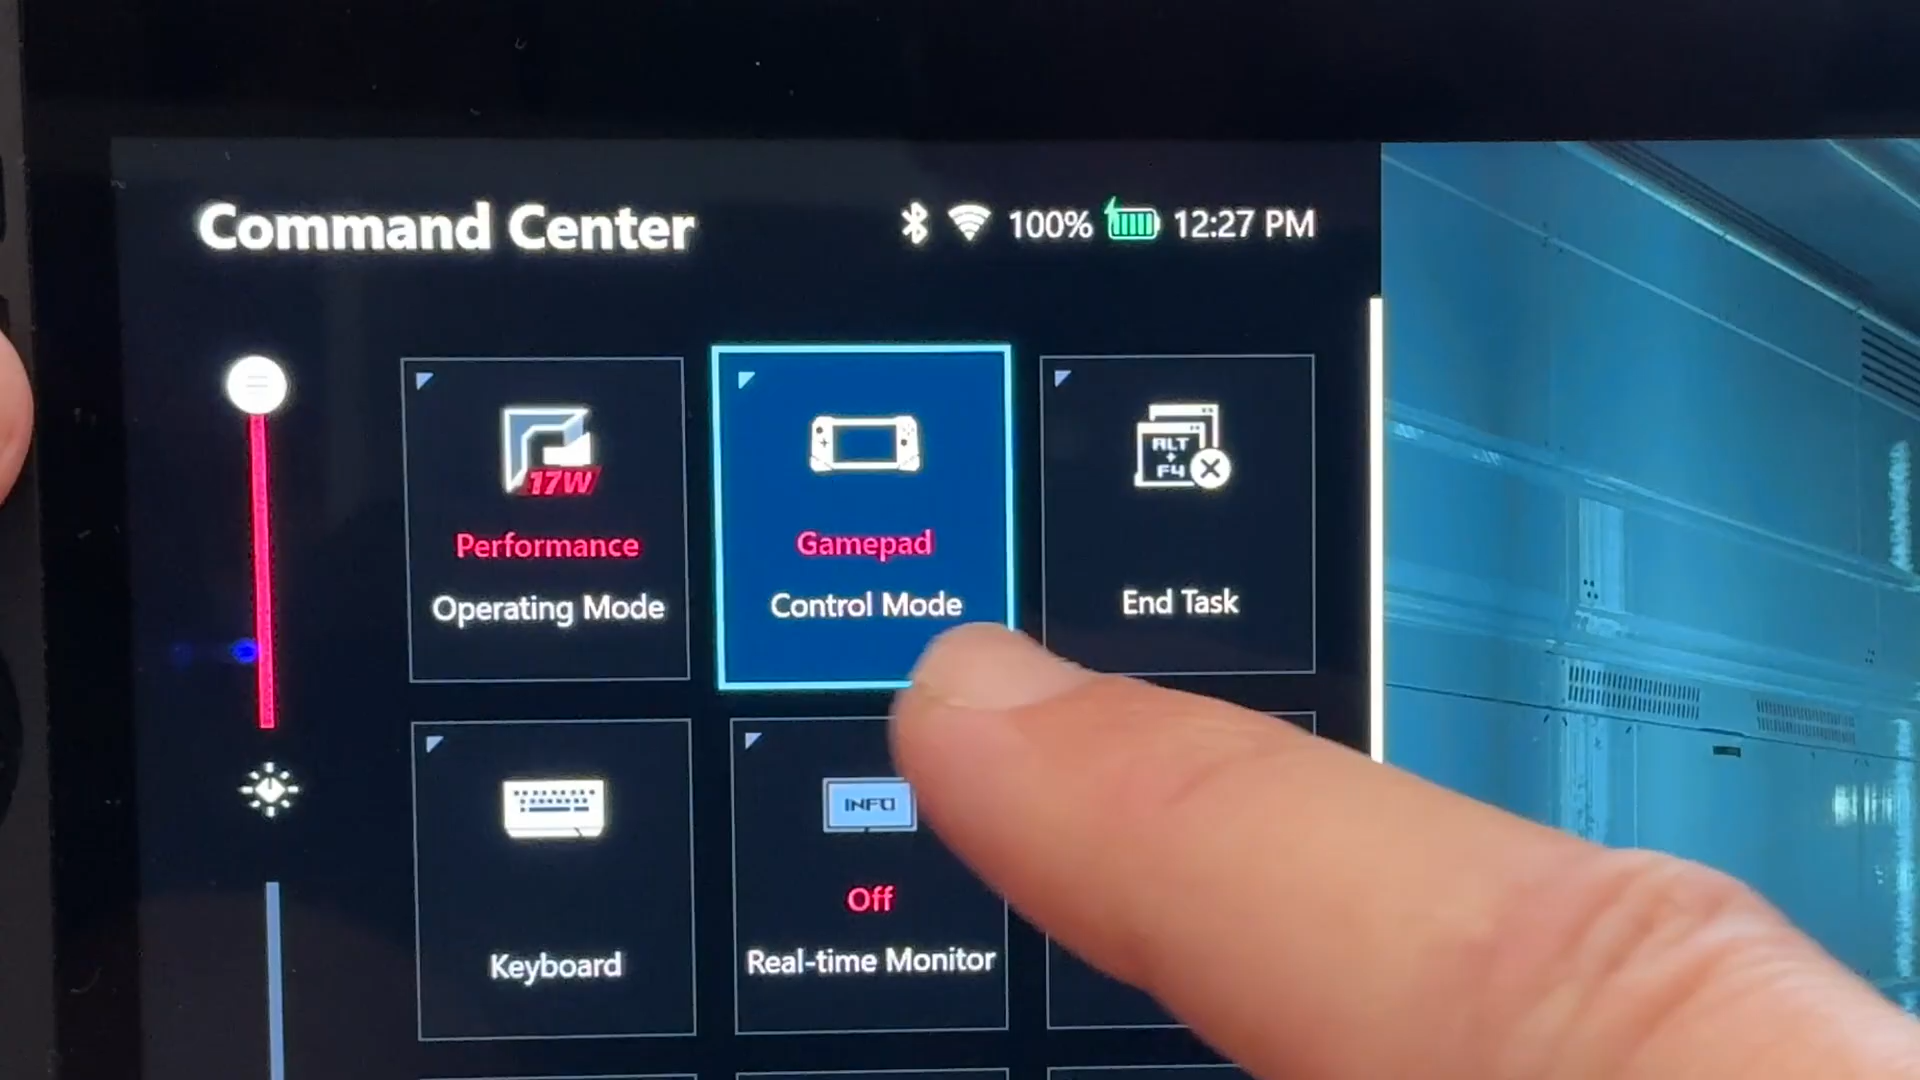 Command Center
100%
12:27 PM
17W
Performance
Operating Mode
Gamepad
Control Mode
ALT
+
F4
End Task
Keyboard
INFO
Off
Real-time Monitor